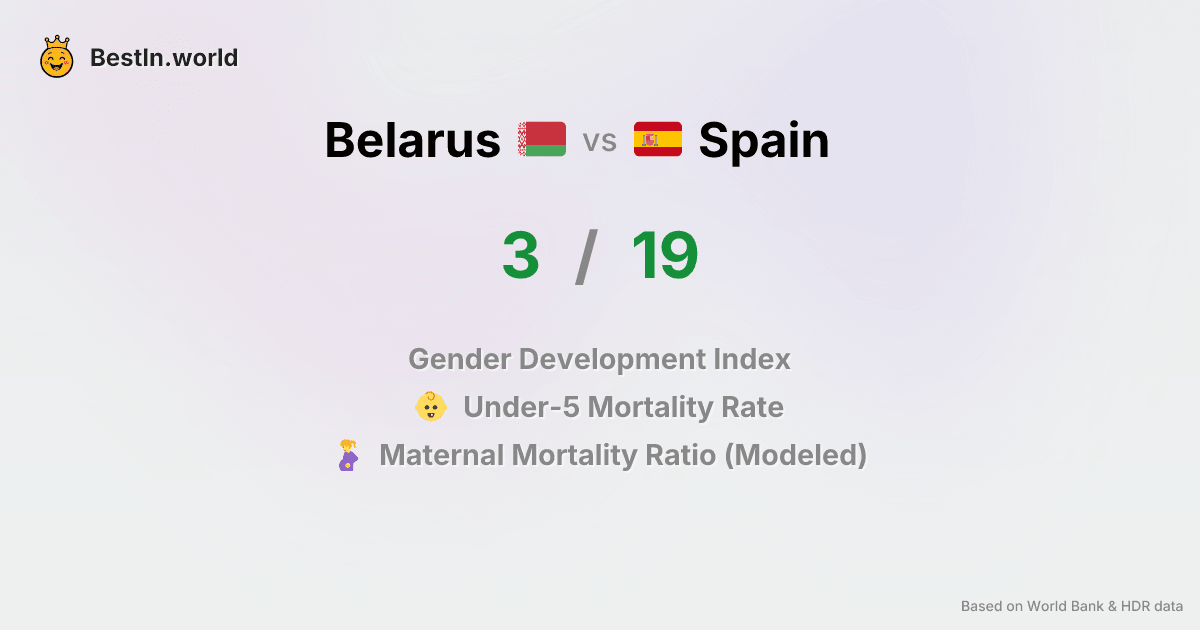 BestIn.world
Belarus vs Spain
3 / 19
Gender Development Index
Under-5 Mortality Rate
Maternal Mortality Ratio (Modeled)
Based on World Bank & HDR data